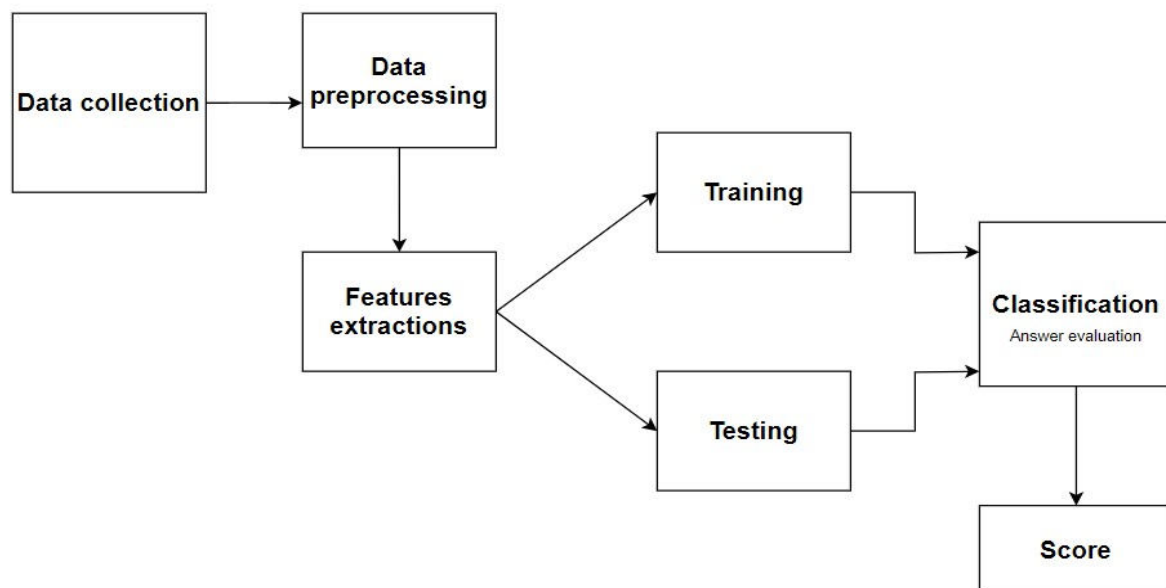 Data collection
Data
preprocessing
Features
extractions
Training
Testing
Classification
Answer evaluation
Score